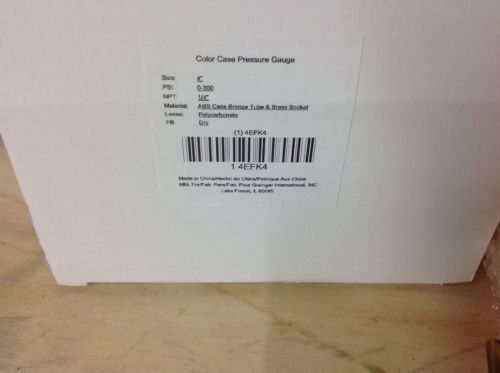 Color Case Pressure Gauge
Size: 4"
PSI: 0-300
NPT: 1/4"
Material: ABS Case,Bronze Tube & Brass Socket
Lense: Polycarbonate
Fill: Dry
(1) 4EFK4
1 4EFK4
Made in China/Hecho en China/Fabrique Aux Chine
Mfd. For/Fab. Para/Fab. Pour Grainger International, INC
Lake Forest, IL 60045